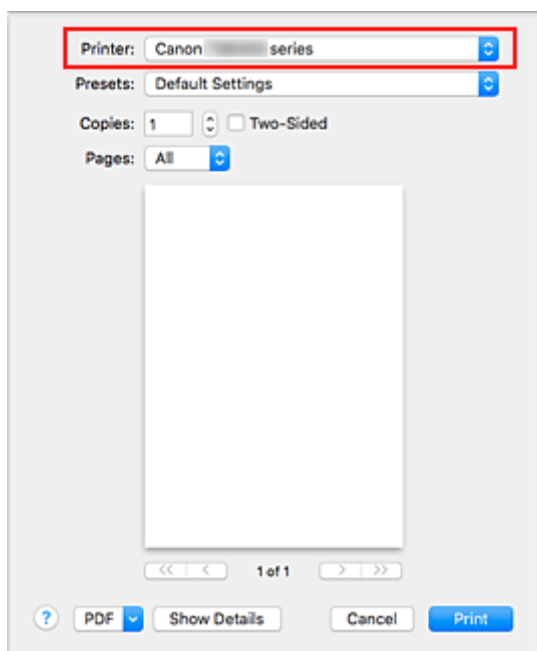 Printer: Canon series
Presets: Default Settings
Copies: 1 Two-Sided
Pages: All
<< < 1 of 1 > >>
? PDF Show Details Cancel Print